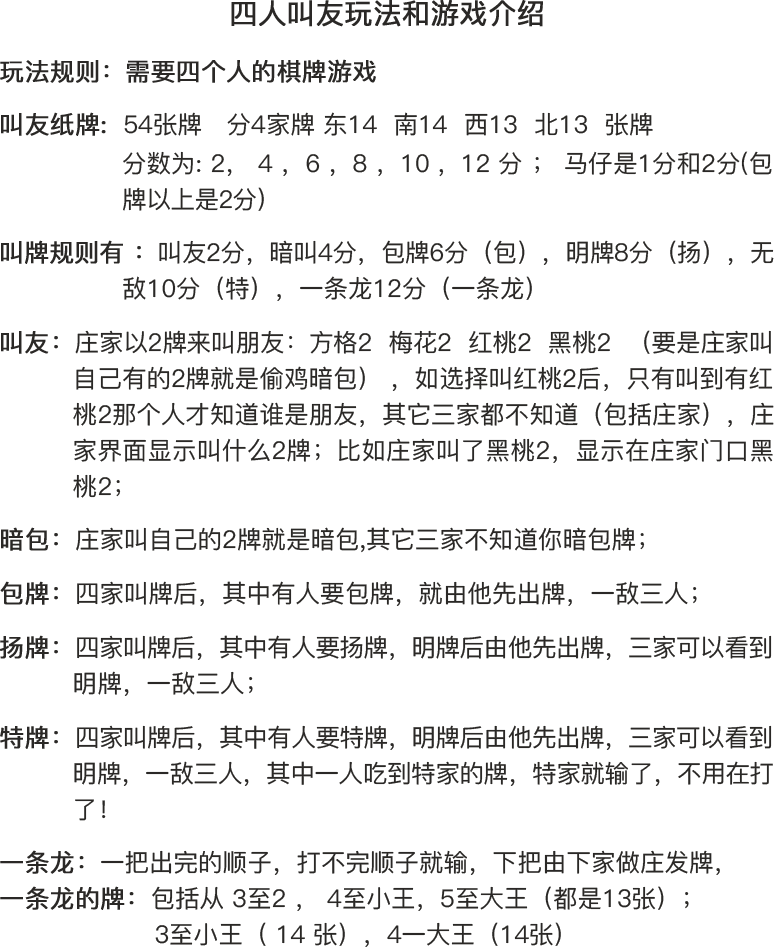 四人叫友玩法和游戏介绍
玩法规则：需要四个人的棋牌游戏
叫友纸牌: 54张牌 分4家牌 东14 南14 西13 北13 张牌
分数为: 2， 4 ，6 ，8 ，10 ，12 分 ； 马仔是1分和2分(包
牌以上是2分)
叫牌规则有 ：叫友2分，暗叫4分，包牌6分（包），明牌8分（扬），无
敌10分（特），一条龙12分（一条龙）
叫友：庄家以2牌来叫朋友：方格2 梅花2 红桃2 黑桃2 （要是庄家叫
自己有的2牌就是偷鸡暗包），如选择叫红桃2后，只有叫到有红
桃2那个人才知道谁是朋友，其它三家都不知道（包括庄家），庄
家界面显示叫什么2牌；比如庄家叫了黑桃2，显示在庄家门口黑
桃2；
暗包：庄家叫自己的2牌就是暗包,其它三家不知道你暗包牌；
包牌：四家叫牌后，其中有人要包牌，就由他先出牌，一敌三人；
扬牌：四家叫牌后，其中有人要扬牌，明牌后由他先出牌，三家可以看到
明牌，一敌三人；
特牌：四家叫牌后，其中有人要特牌，明牌后由他先出牌，三家可以看到
明牌，一敌三人，其中一人吃到特家的牌，特家就输了，不用在打
了！
一条龙：一把出完的顺子，打不完顺子就输，下把由下家做庄发牌，
一条龙的牌：包括从 3至2 ， 4至小王，5至大王（都是13张）；
3至小王（ 14 张），4一大王（14张）